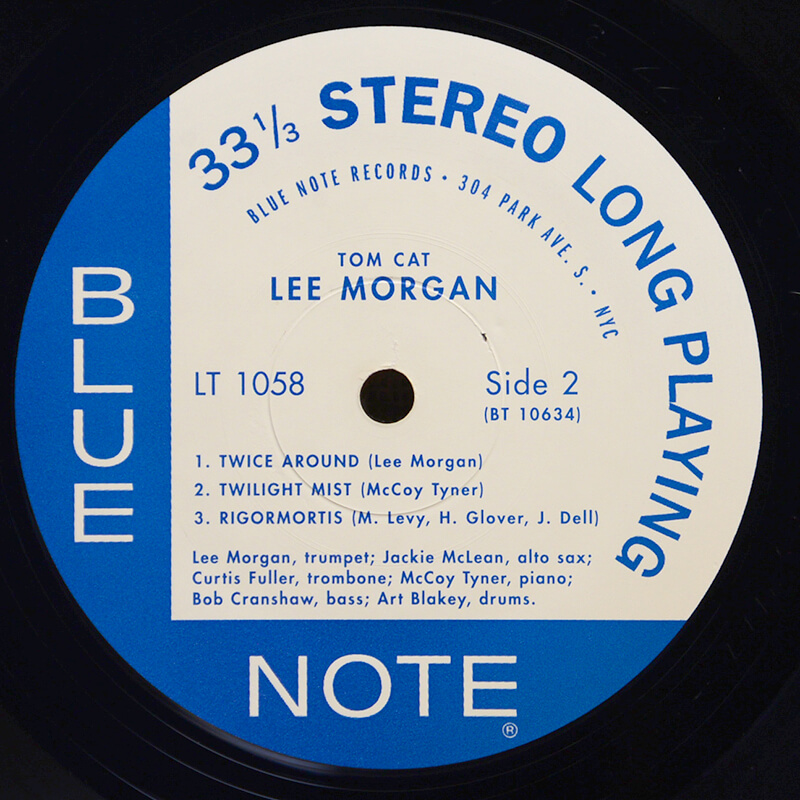 33⅓ STEREO LONG PLAYING
BLUE NOTE RECORDS • 304 PARK AVE. S. • NYC
TOM CAT
LEE MORGAN
LT 1058
Side 2
(BT 10634)
1. TWICE AROUND (Lee Morgan)
2. TWILIGHT MIST (McCoy Tyner)
3. RIGORMORTIS (M. Levy, H. Glover, J. Dell)
Lee Morgan, trumpet; Jackie McLean, alto sax;
Curtis Fuller, trombone; McCoy Tyner, piano;
Bob Cranshaw, bass; Art Blakey, drums.
BLUE
NOTE®